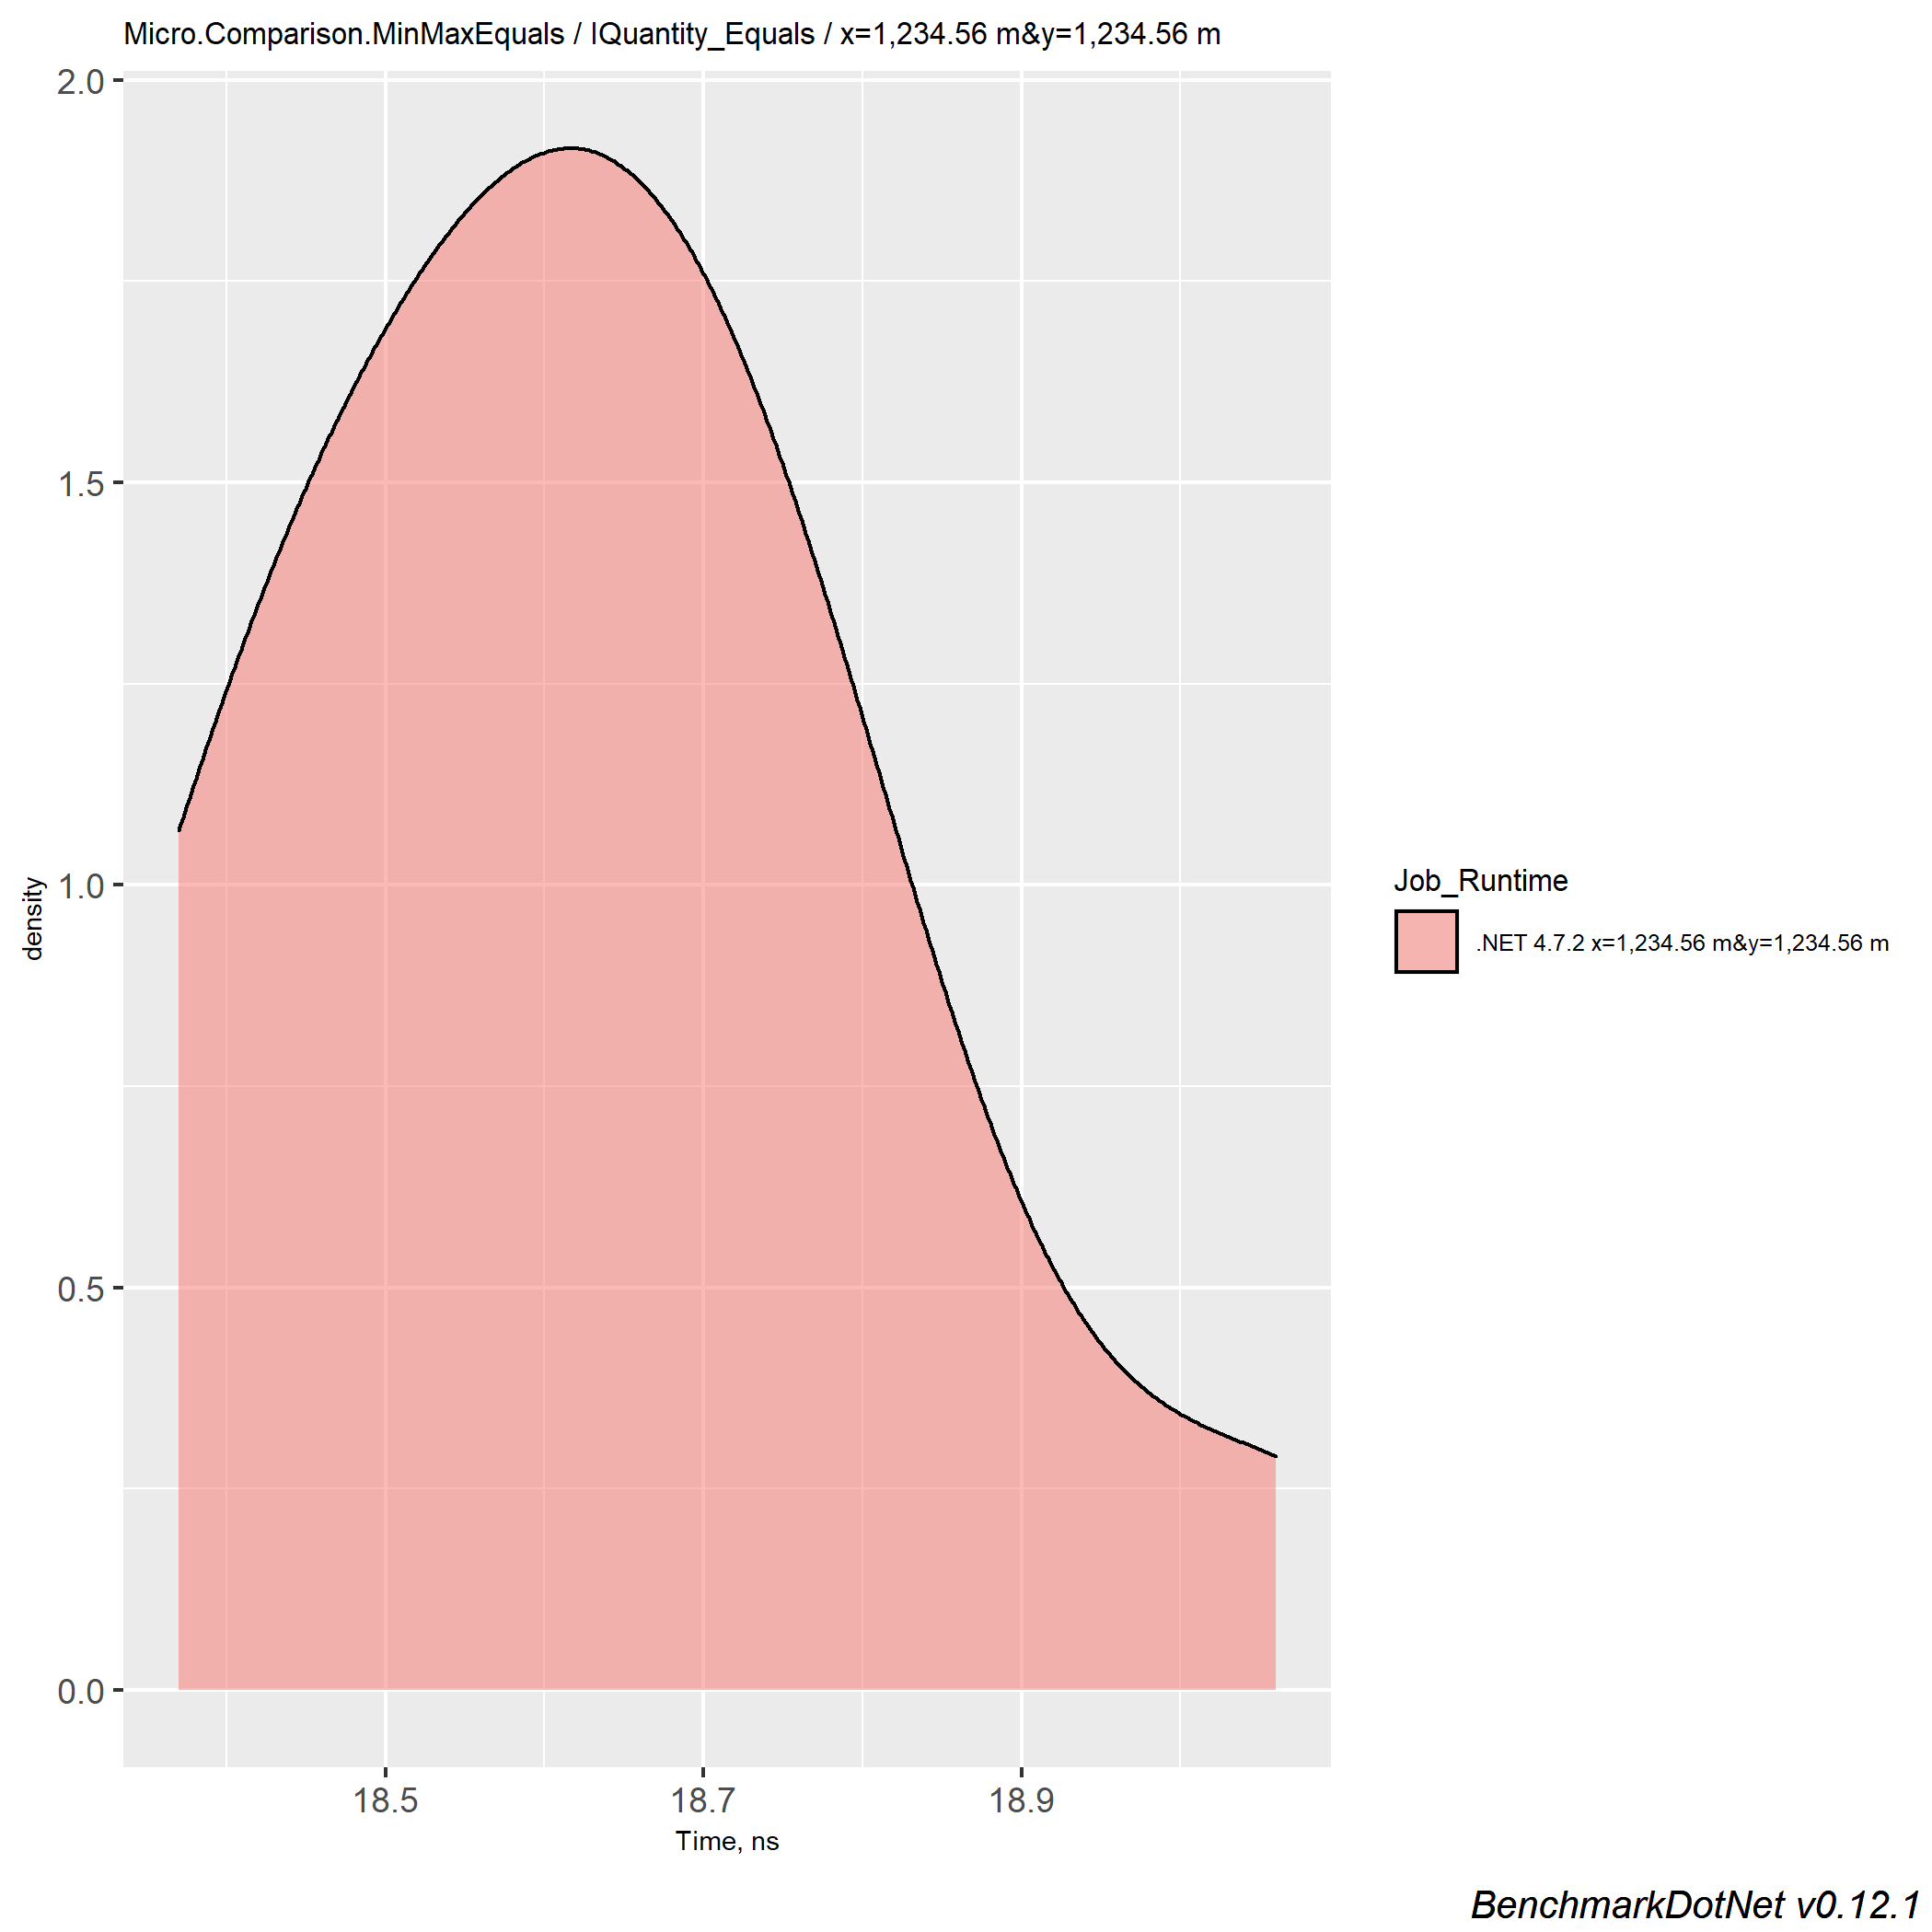 Micro.Comparison.MinMaxEquals / IQuantity_Equals / x=1,234.56 m&y=1,234.56 m
2.0
1.5
1.0
0.5
0.0
density
18.5 18.7 18.9
Time, ns
Job_Runtime
.NET 4.7.2 x=1,234.56 m&y=1,234.56 m
BenchmarkDotNet v0.12.1